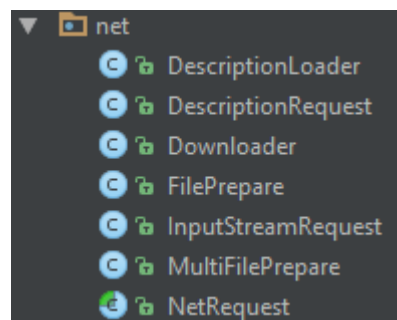 net
DescriptionLoader
DescriptionRequest
Downloader
FilePrepare
InputStreamRequest
MultiFilePrepare
NetRequest